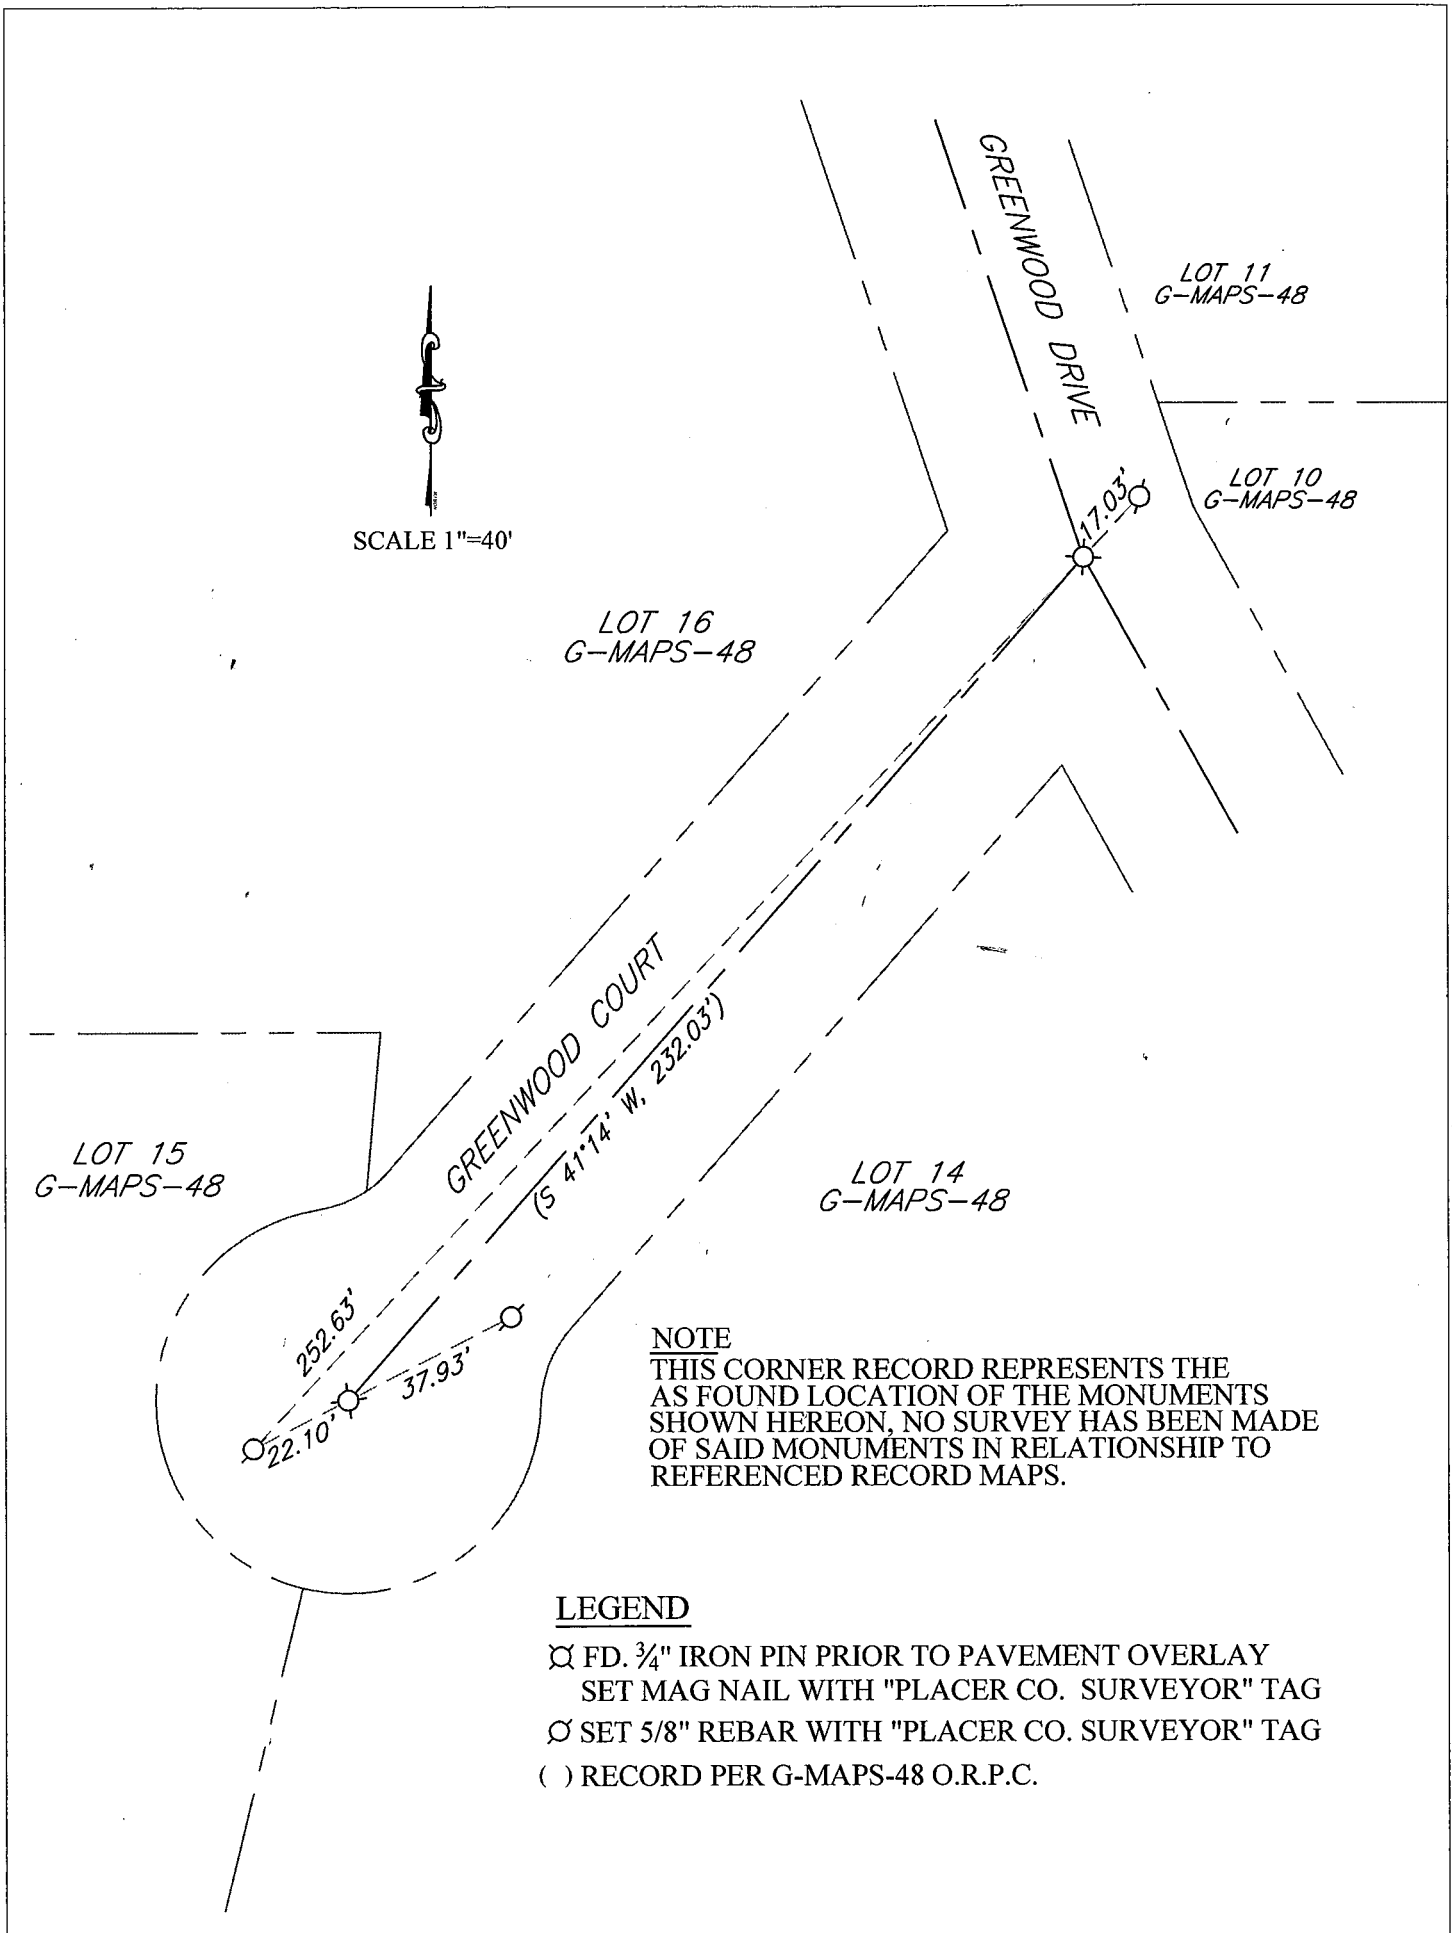 GREENWOOD DRIVE
LOT 11
G-MAPS-48
LOT 10
G-MAPS-48
17.03'
SCALE 1"=40'
LOT 16
G-MAPS-48
GREENWOOD COURT
(S 41°14' W, 232.03')
LOT 15
G-MAPS-48
LOT 14
G-MAPS-48
252.63'
37.93'
22.10'
NOTE
THIS CORNER RECORD REPRESENTS THE
AS FOUND LOCATION OF THE MONUMENTS
SHOWN HEREON, NO SURVEY HAS BEEN MADE
OF SAID MONUMENTS IN RELATIONSHIP TO
REFERENCED RECORD MAPS.
LEGEND
FD. 3/4" IRON PIN PRIOR TO PAVEMENT OVERLAY
SET MAG NAIL WITH "PLACER CO. SURVEYOR" TAG
SET 5/8" REBAR WITH "PLACER CO. SURVEYOR" TAG
( ) RECORD PER G-MAPS-48 O.R.P.C.